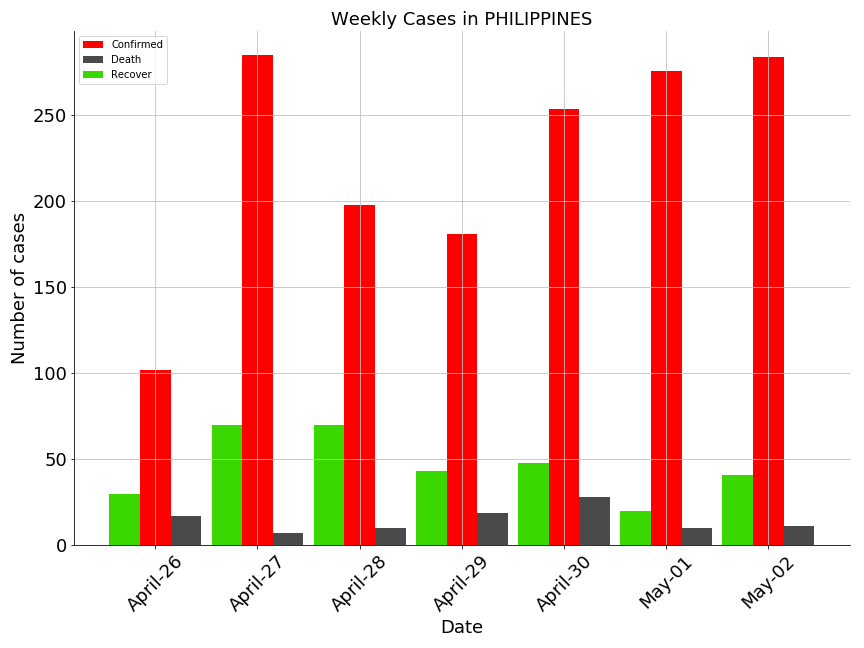 Weekly Cases in PHILIPPINES
Confirmed
Death
Recover
Number of cases
250
200
150
100
50
0
April-26
April-27
April-28
April-29
April-30
May-01
May-02
Date